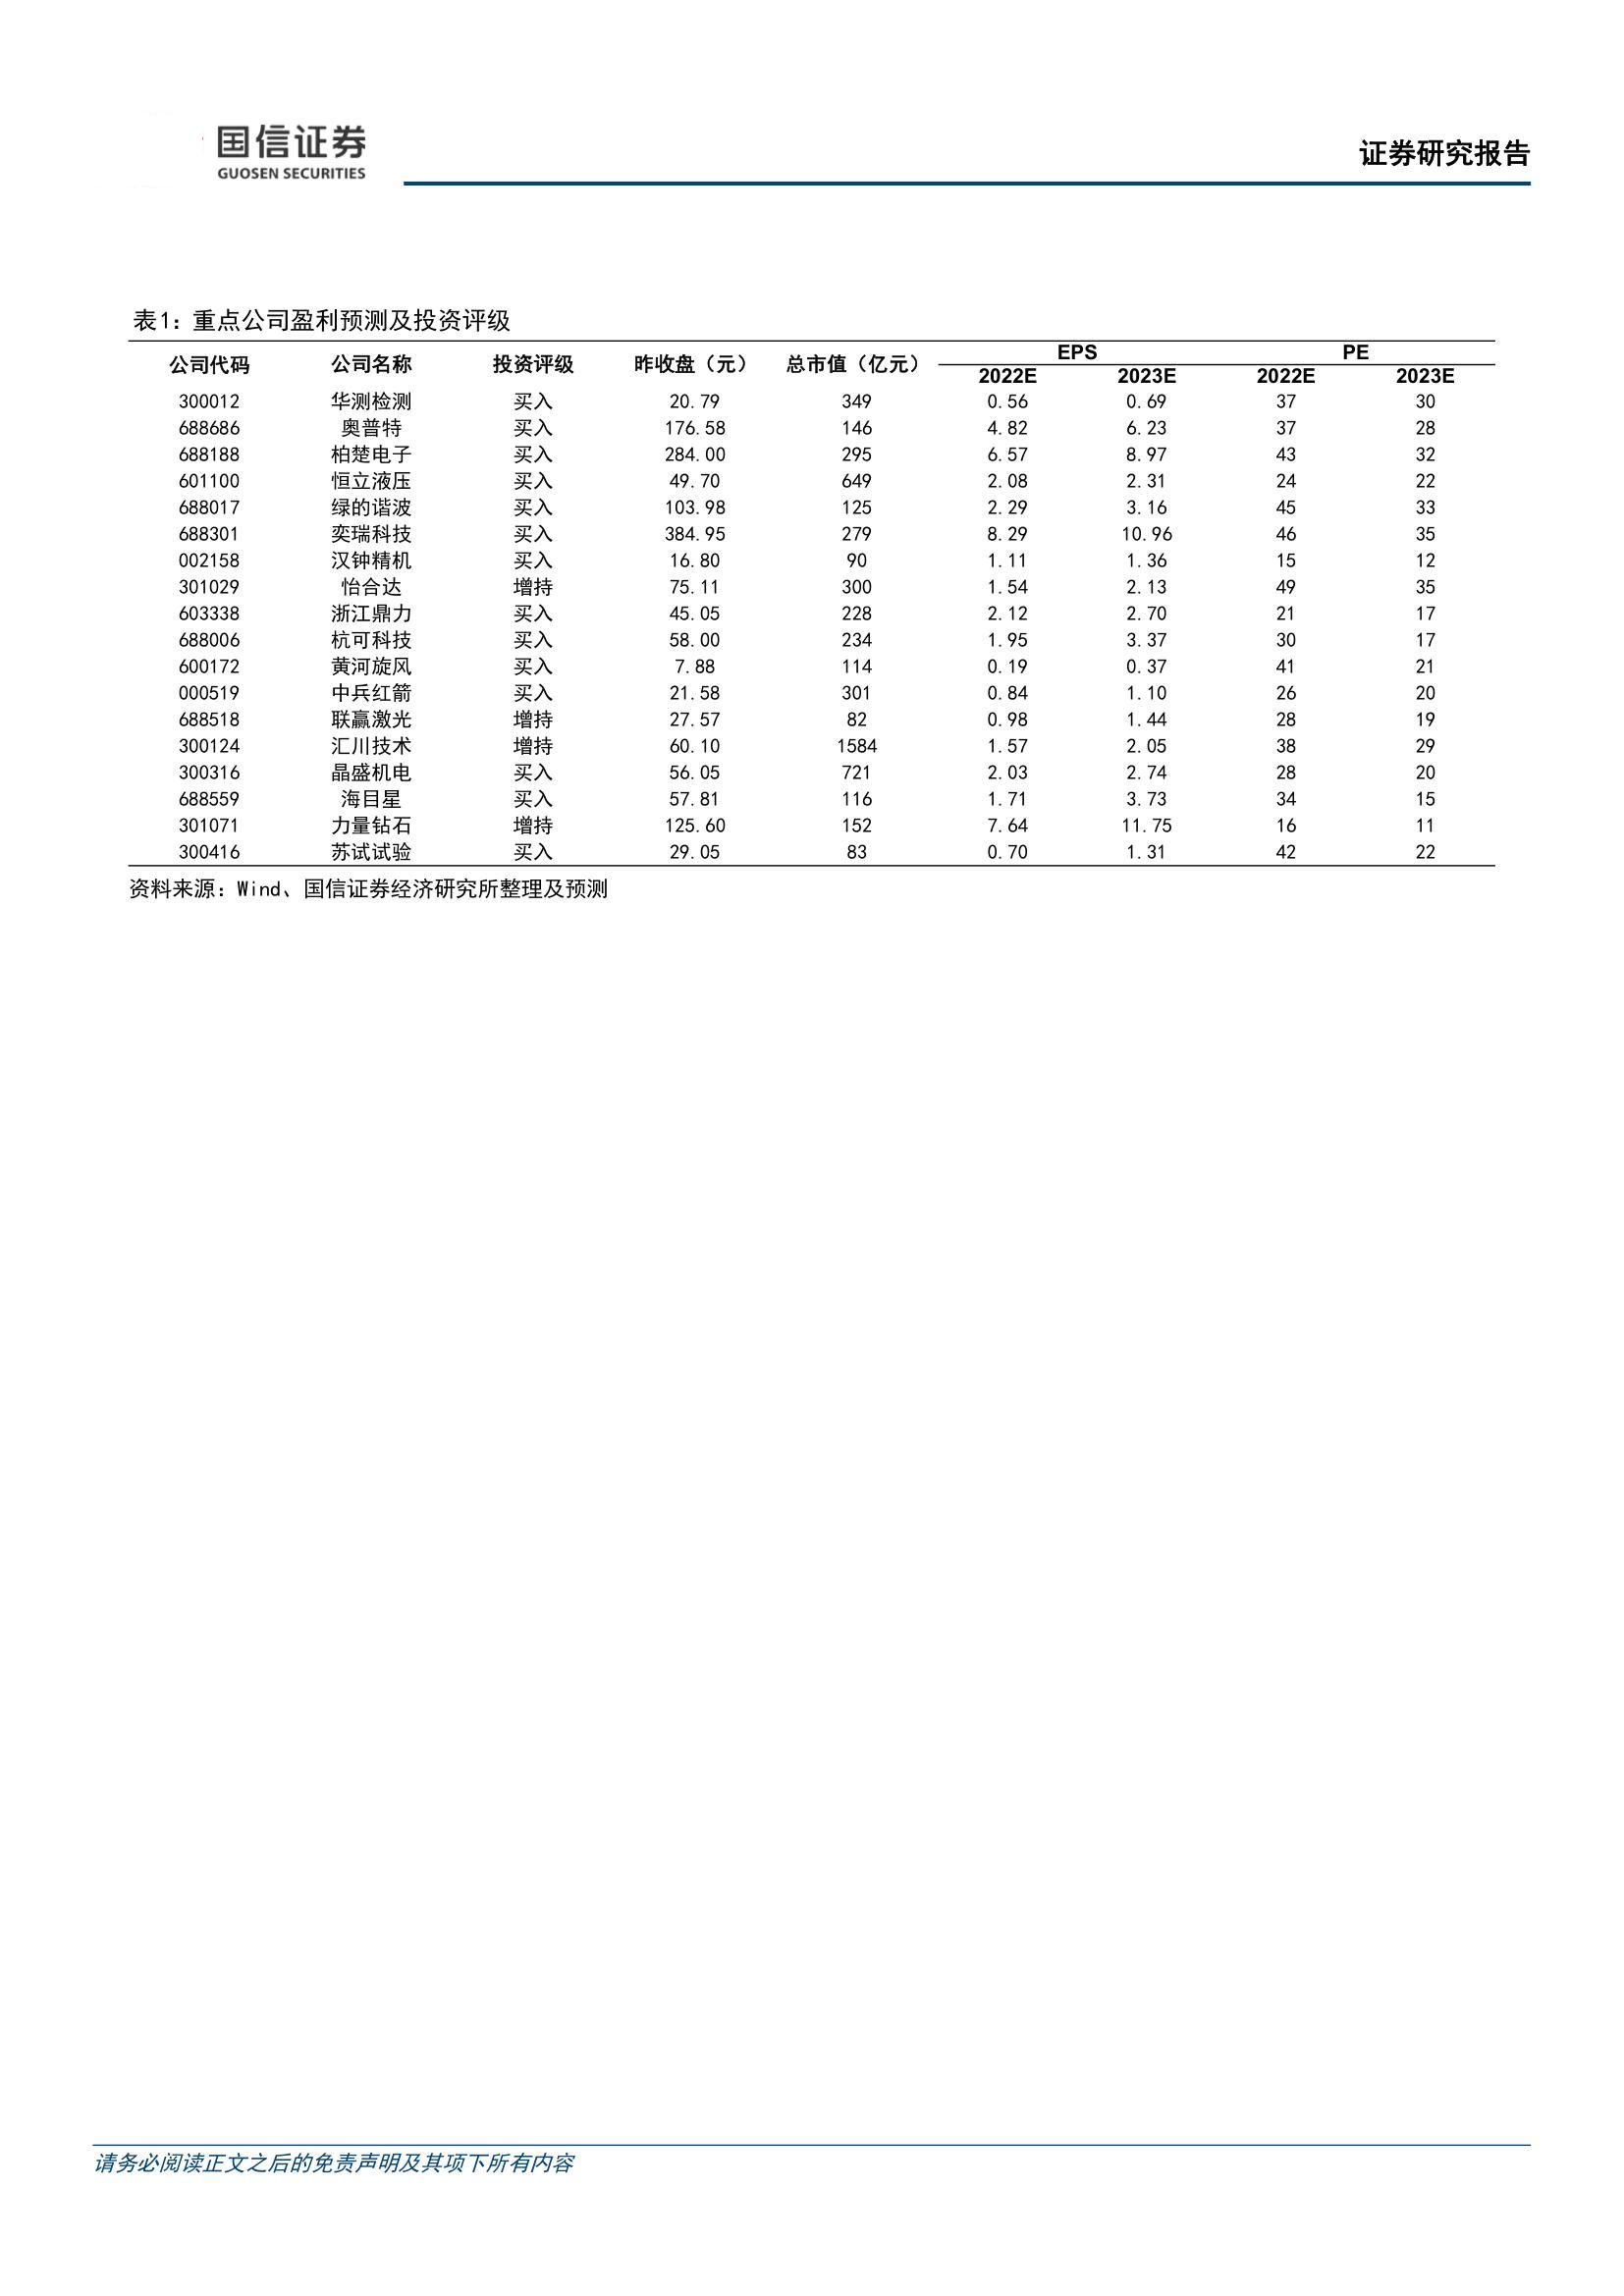 国信证券
GUOSEN SECURITIES
证券研究报告
表1：重点公司盈利预测及投资评级
公司代码 公司名称 投资评级 昨收盘（元） 总市值（亿元） EPS PE
2022E 2023E 2022E 2023E
300012 华测检测 买入 20.79 349 0.56 0.69 37 30
688686 奥普特 买入 176.58 146 4.82 6.23 37 28
688188 柏楚电子 买入 284.00 295 6.57 8.97 43 32
601100 恒立液压 买入 49.70 649 2.08 2.31 24 22
688017 绿的谐波 买入 103.98 125 2.29 3.16 45 33
688301 奕瑞科技 买入 384.95 279 8.29 10.96 46 35
002158 汉钟精机 买入 16.80 90 1.11 1.36 15 12
301029 怡合达 增持 75.11 300 1.54 2.13 49 35
603338 浙江鼎力 买入 45.05 228 2.12 2.70 21 17
688006 杭可科技 买入 58.00 234 1.95 3.37 30 17
600172 黄河旋风 买入 7.88 114 0.19 0.37 41 21
000519 中兵红箭 买入 21.58 301 0.84 1.10 26 20
688518 联赢激光 增持 27.57 82 0.98 1.44 28 19
300124 汇川技术 增持 60.10 1584 1.57 2.05 38 29
300316 晶盛机电 买入 56.05 721 2.03 2.74 28 20
688559 海目星 买入 57.81 116 1.71 3.73 34 15
301071 力量钻石 增持 125.60 152 7.64 11.75 16 11
300416 苏试试验 买入 29.05 83 0.70 1.31 42 22
资料来源：Wind、国信证券经济研究所整理及预测
请务必阅读正文之后的免责声明及其项下所有内容